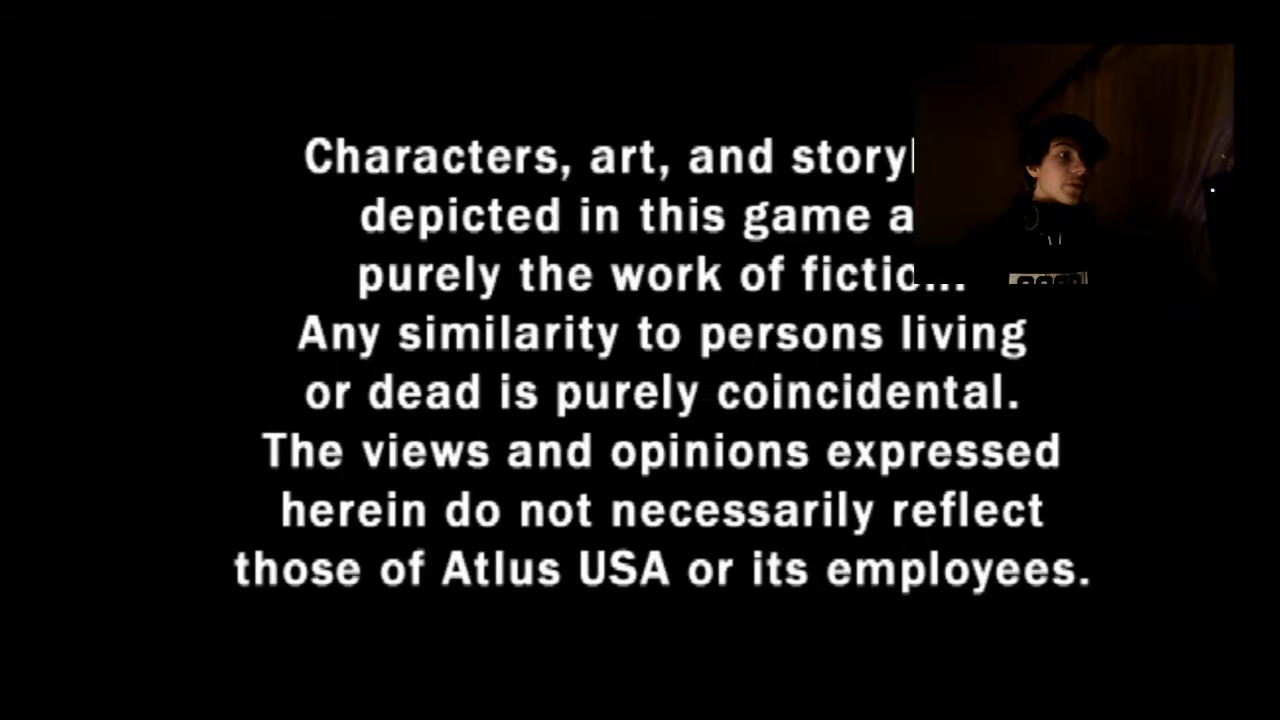 Characters, art, and story
depicted in this game
purely the work of
Any similarity to persons living
or dead is purely coincidental.
The views and opinions expressed
herein do not necessarily reflect
those of Atlus USA or its employees.